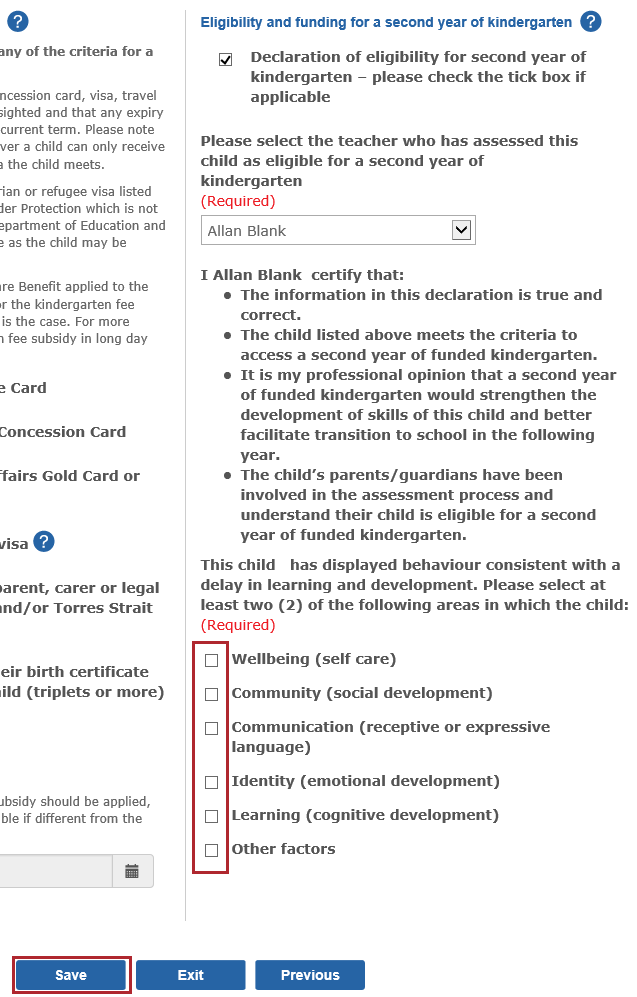 ?
any of the criteria for a
ncession card, visa, travel
sighted and that any expiry
current term. Please note
ver a child can only receive
a the child meets.
rian or refugee visa listed
der Protection which is not
epartment of Education and
e as the child may be
re Benefit applied to the
or the kindergarten fee
is the case. For more
n fee subsidy in long day
e Card
Concession Card
ffairs Gold Card or
visa ?
parent, carer or legal
and/or Torres Strait
eir birth certificate
ild (triplets or more)
ubsidy should be applied,
ble if different from the
Eligibility and funding for a second year of kindergarten ?
Declaration of eligibility for second year of
kindergarten – please check the tick box if
applicable
Please select the teacher who has assessed this
child as eligible for a second year of
kindergarten
(Required)
Allan Blank
I Allan Blank certify that:
• The information in this declaration is true and
correct.
• The child listed above meets the criteria to
access a second year of funded kindergarten.
• It is my professional opinion that a second year
of funded kindergarten would strengthen the
development of skills of this child and better
facilitate transition to school in the following
year.
• The child’s parents/guardians have been
involved in the assessment process and
understand their child is eligible for a second
year of funded kindergarten.
This child has displayed behaviour consistent with a
delay in learning and development. Please select at
least two (2) of the following areas in which the child:
(Required)
Wellbeing (self care)
Community (social development)
Communication (receptive or expressive
language)
Identity (emotional development)
Learning (cognitive development)
Other factors
Save Exit Previous